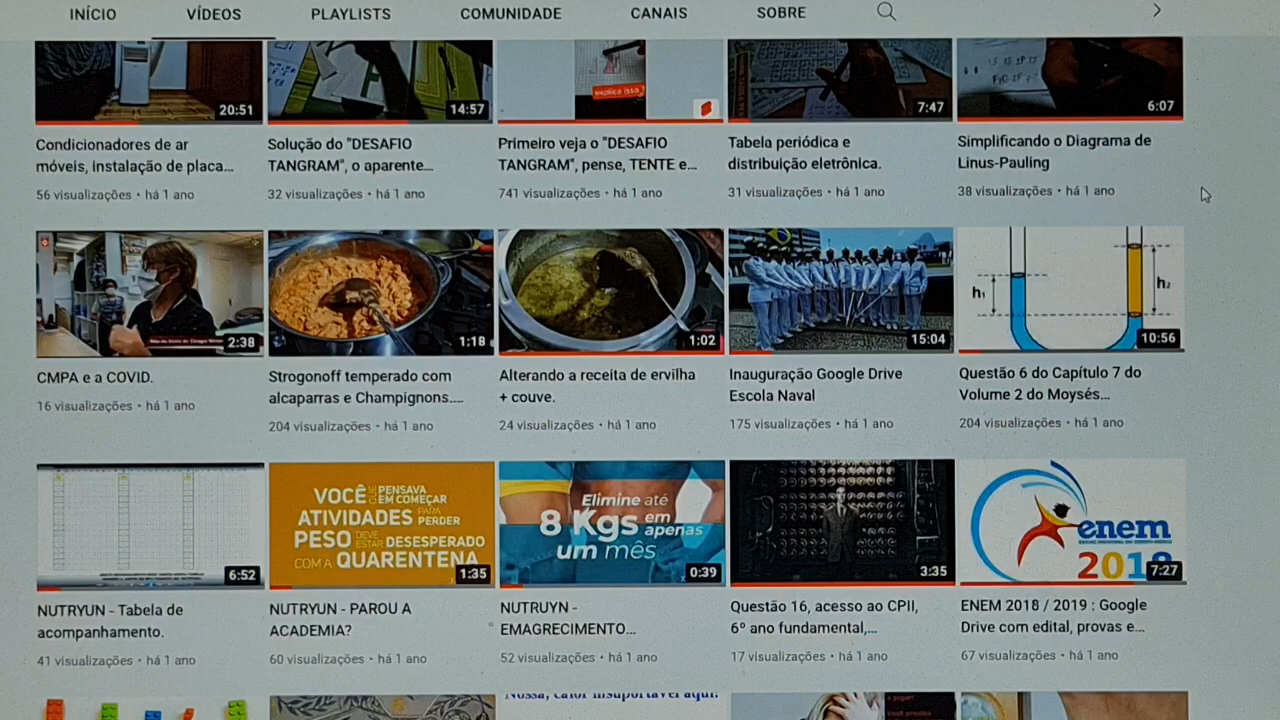 INÍCIO VÍDEOS PLAYLISTS COMUNIDADE CANAIS SOBRE
20:51 14:57 explica isso 7:47 6:07
Condicionadores de ar
móveis, instalação de placa...
56 visualizações • há 1 ano
Solução do "DESAFIO
TANGRAM", o aparente...
32 visualizações • há 1 ano
Primeiro veja o "DESAFIO
TANGRAM", pense, TENTE e...
741 visualizações • há 1 ano
Tabela periódica e
distribuição eletrônica.
31 visualizações • há 1 ano
Simplificando o Diagrama de
Linus-Pauling
38 visualizações • há 1 ano
2:38
CMPA e a COVID.
16 visualizações • há 1 ano
1:18
Strogonoff temperado com
alcaparras e Champignons....
204 visualizações • há 1 ano
1:02
Alterando a receita de ervilha
+ couve.
24 visualizações • há 1 ano
15:04
Inauguração Google Drive
Escola Naval
175 visualizações • há 1 ano
h₁ h₂
10:56
Questão 6 do Capítulo 7 do
Volume 2 do Moysés...
204 visualizações • há 1 ano
6:52
NUTRYUN - Tabela de
acompanhamento.
41 visualizações • há 1 ano
VOCÊ QUE PENSAVA
EM COMEÇAR
ATIVIDADES PARA
PERDER
PESO DEVE
ESTAR DESESPERADO
COM A QUARENTENA
1:35
NUTRYUN - PAROU A
ACADEMIA?
60 visualizações • há 1 ano
Elimine até
8 Kgs em
apenas
um mês
0:39
NUTRUYN -
EMAGRECIMENTO...
52 visualizações • há 1 ano
3:35
Questão 16, acesso ao CPII,
6º ano fundamental,...
17 visualizações • há 1 ano
enem
2018
7:27
ENEM 2018 / 2019 : Google
Drive com edital, provas e...
67 visualizações • há 1 ano
Nossa, calor insuportável aqui!